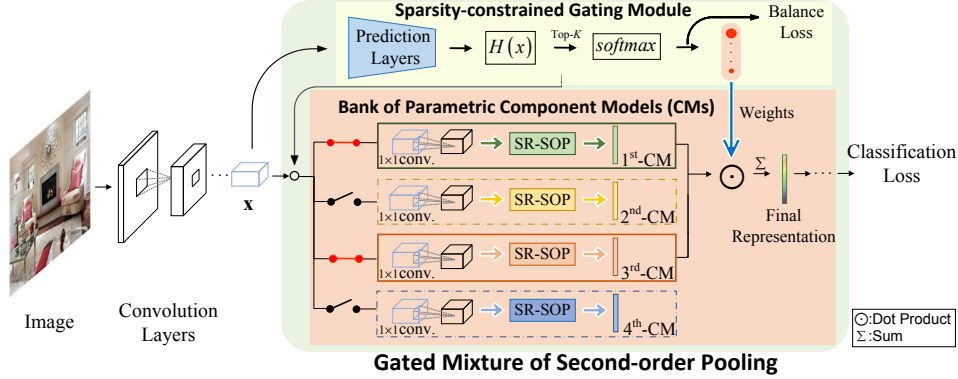 Sparsity-constrained Gating Module
Prediction
Layers
H(x)
Top-K
softmax
Balance
Loss
Bank of Parametric Component Models (CMs)
Weights
1×1conv.
SR-SOP
1st-CM
1×1conv.
SR-SOP
2nd-CM
1×1conv.
SR-SOP
3rd-CM
1×1conv.
SR-SOP
4th-CM
x
Σ
Final
Representation
Classification
Loss
Image
Convolution
Layers
⊙:Dot Product
Σ:Sum
Gated Mixture of Second-order Pooling